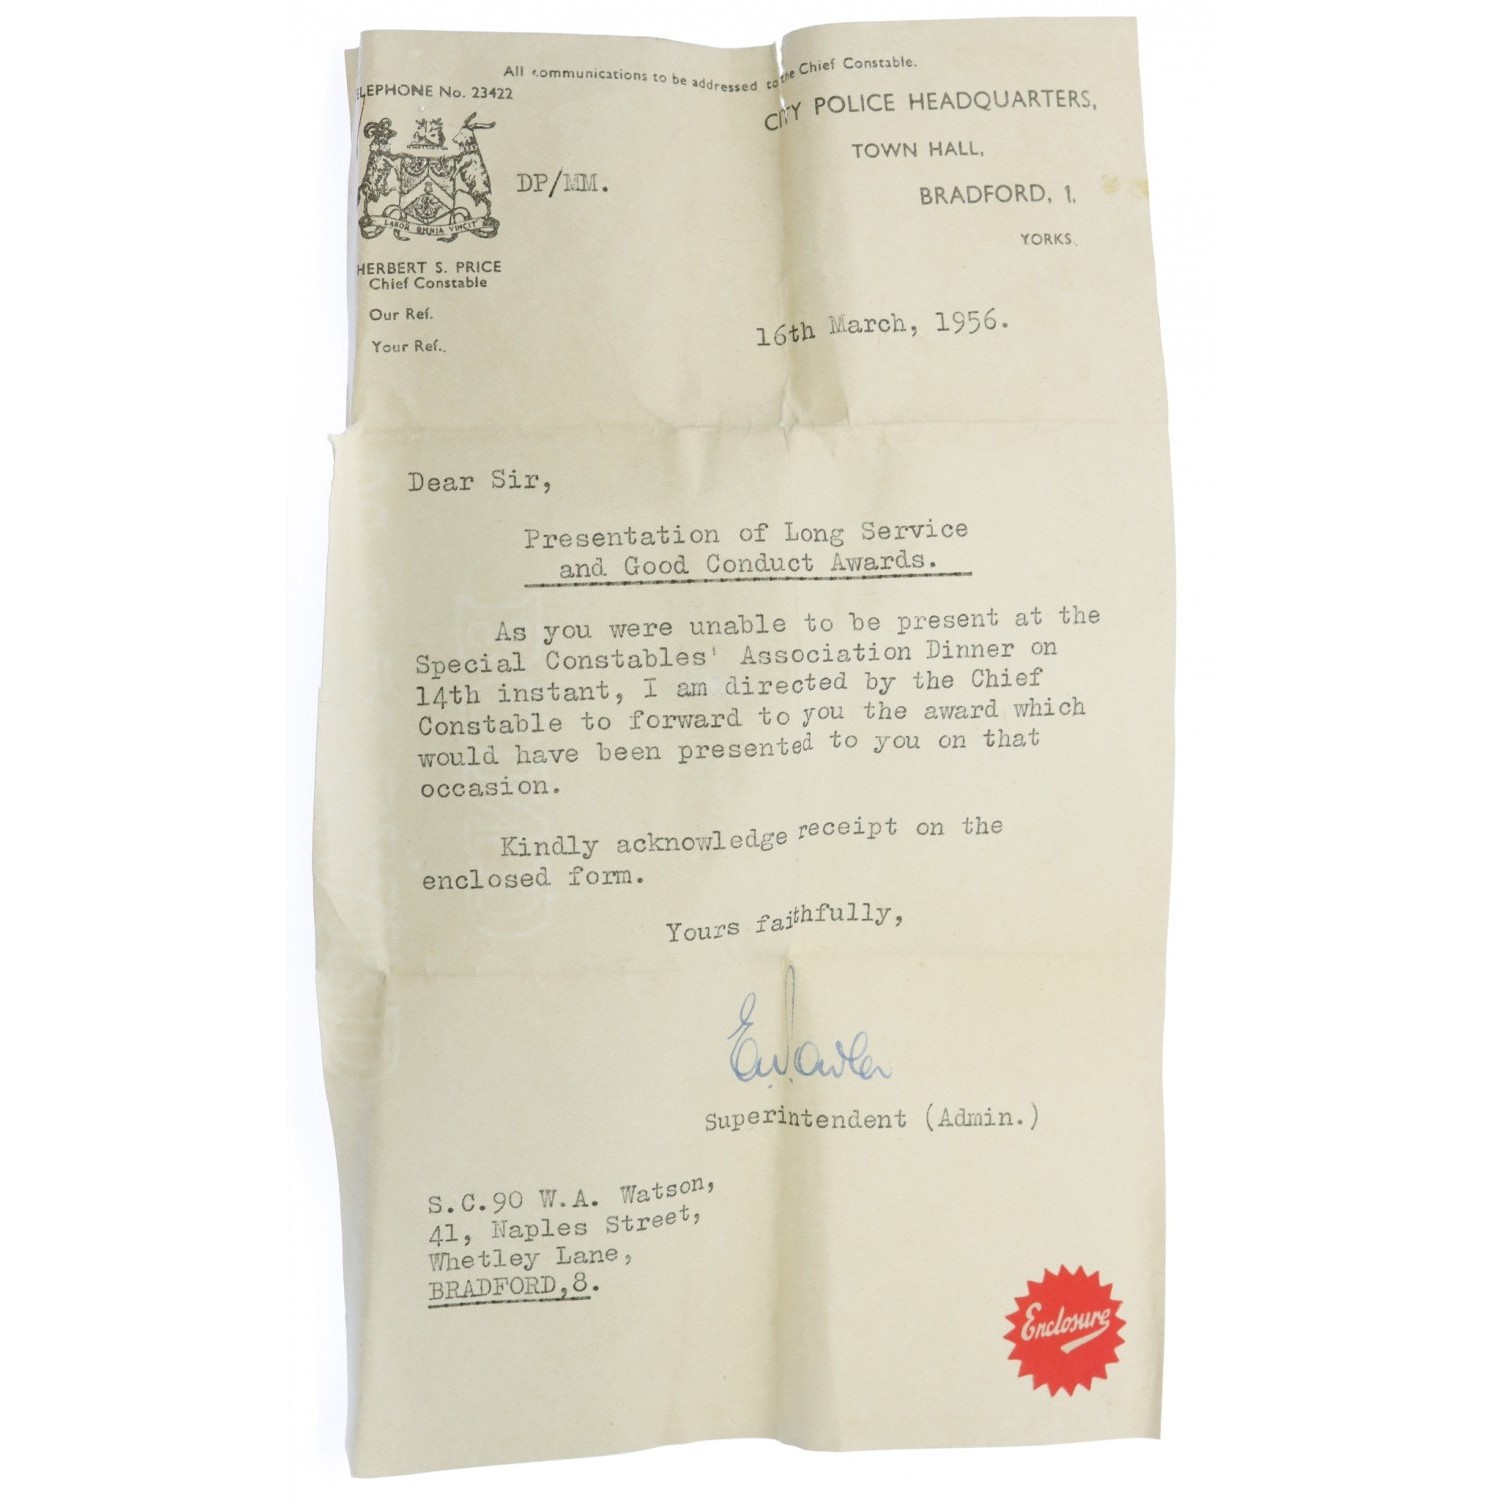 All communications to be addressed to the Chief Constable.
TELEPHONE No. 23422
CITY POLICE HEADQUARTERS,
TOWN HALL,
BRADFORD, 1.
YORKS.
DP/MM.
LABOR OMNIA VINCIT
HERBERT S. PRICE
Chief Constable
Our Ref.
Your Ref.
16th March, 1956.
Dear Sir,
Presentation of Long Service
and Good Conduct Awards.
As you were unable to be present at the
Special Constables' Association Dinner on
14th instant, I am directed by the Chief
Constable to forward to you the award which
would have been presented to you on that
occasion.
Kindly acknowledge receipt on the
enclosed form.
Yours faithfully,
Superintendent (Admin.)
S.C.90 W.A. Watson,
41, Naples Street,
Whetley Lane,
BRADFORD,8.
Enclosure